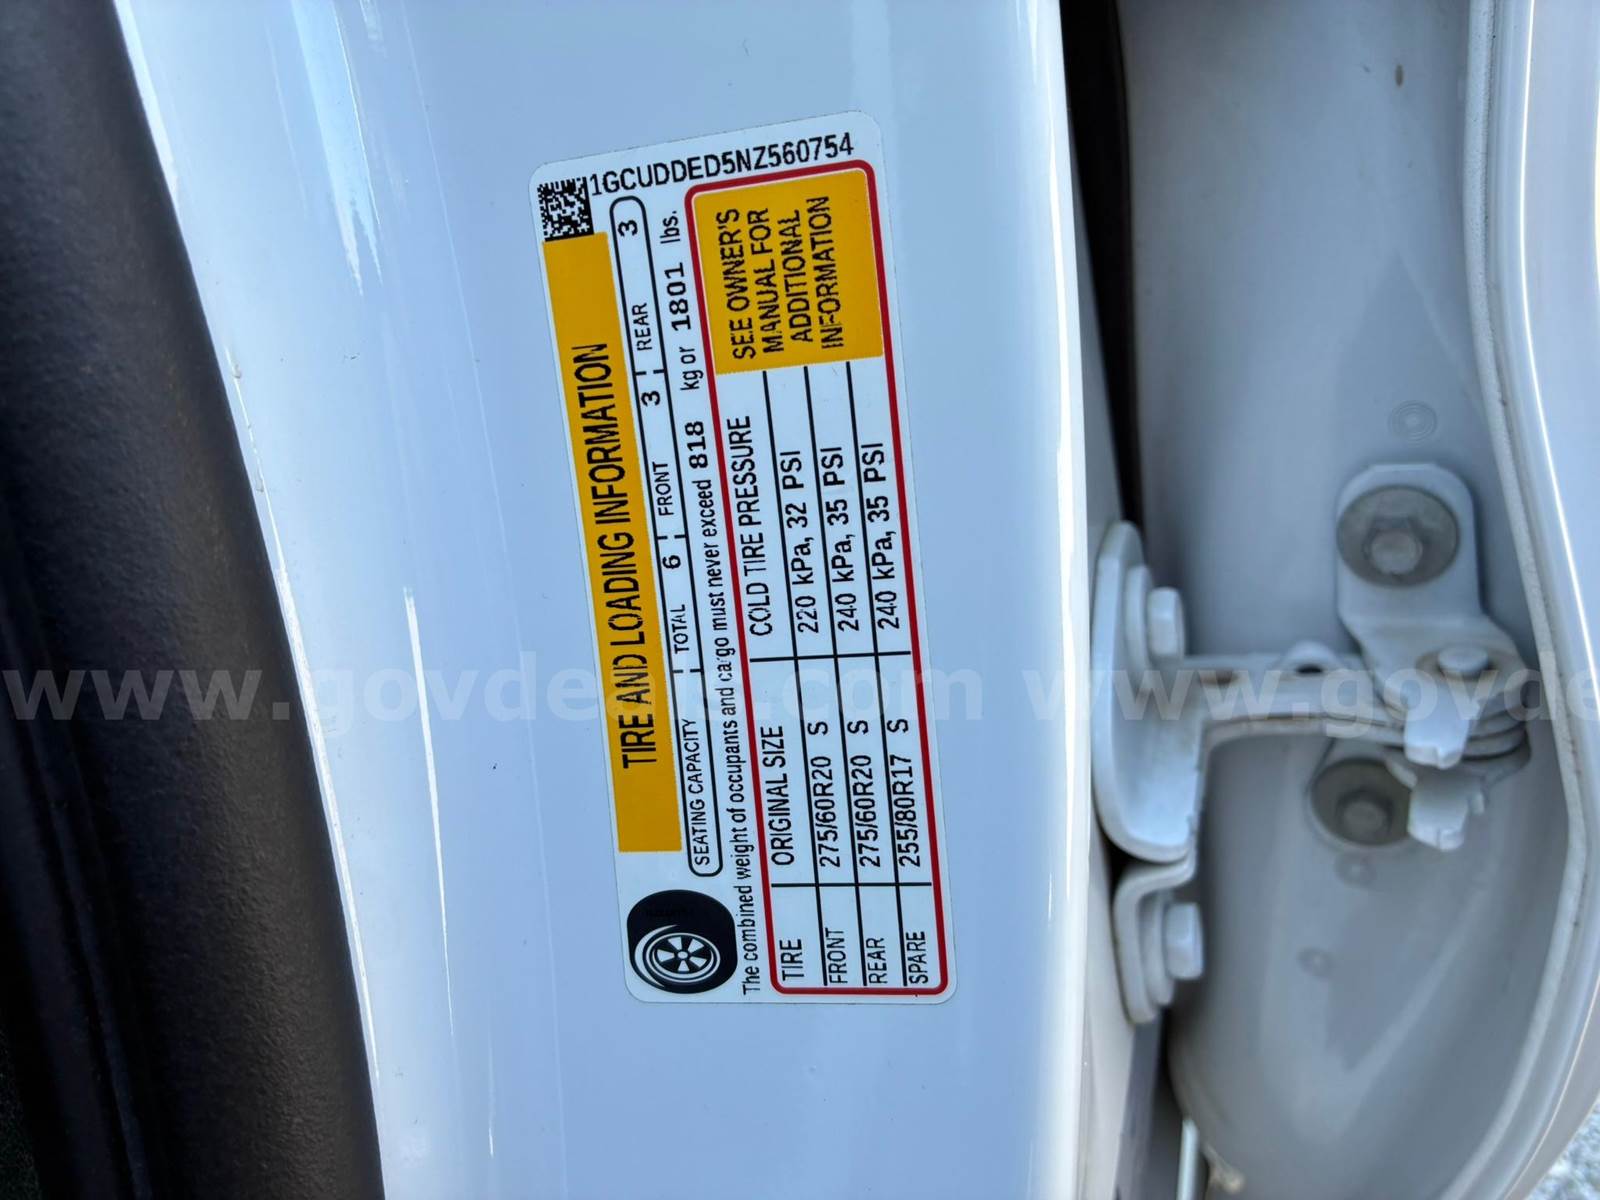 1GCUDDED5NZ560754
TIRE AND LOADING INFORMATION
SEATING CAPACITY TOTAL 6 FRONT 3 REAR 3
The combined weight of occupants and cargo must never exceed 818 kg or 1801 lbs.
TIRE ORIGINAL SIZE COLD TIRE PRESSURE
FRONT 275/60R20 S 220 kPa, 32 PSI
REAR 275/60R20 S 240 kPa, 35 PSI
SPARE 255/80R17 S 240 kPa, 35 PSI
SEE OWNER'S
MANUAL FOR
ADDITIONAL
INFORMATION
www.govdeals.com www.govde